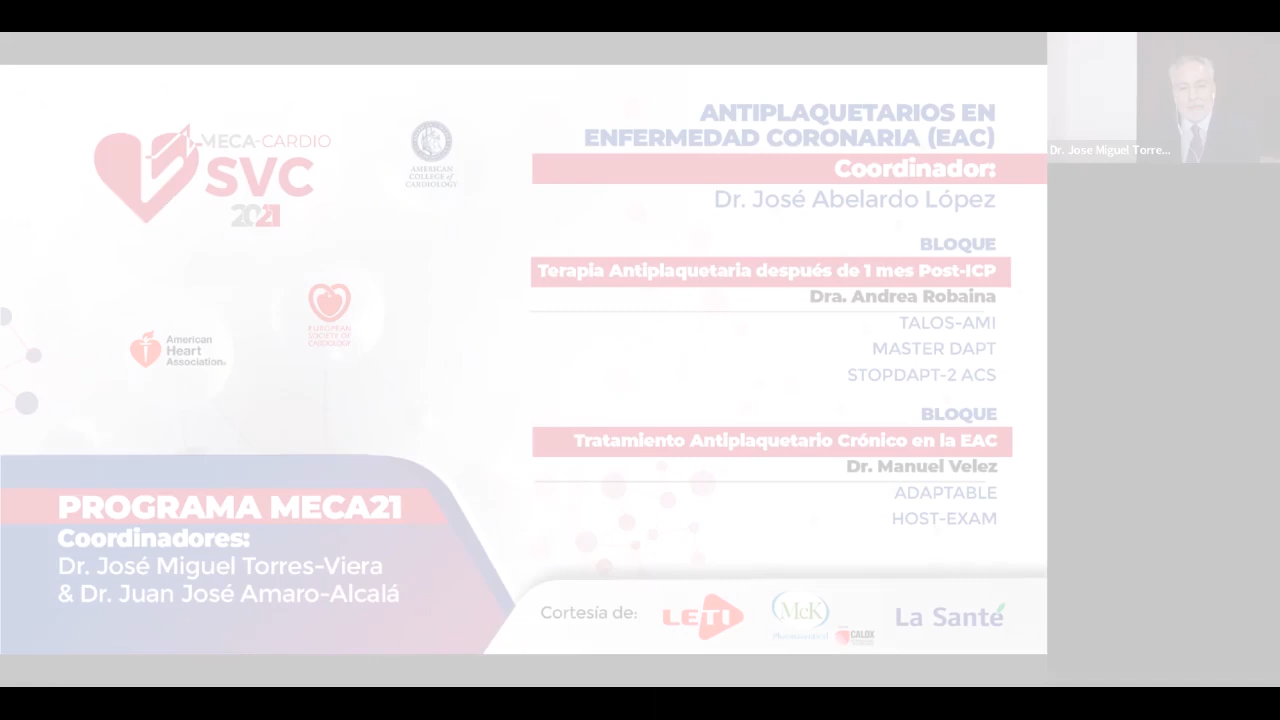 MECA-CARDIO
SVC
2021
AMERICAN
COLLEGE of
CARDIOLOGY
EUROPEAN
SOCIETY OF
CARDIOLOGY
American
Heart
Association®
ANTIPLAQUETARIOS EN
ENFERMEDAD CORONARIA (EAC)
Coordinador:
Dr. José Abelardo López
BLOQUE
Terapia Antiplaquetaria después de 1 mes Post-ICP
Dra. Andrea Robaina
TALOS-AMI
MASTER DAPT
STOPDAPT-2 ACS
BLOQUE
Tratamiento Antiplaquetario Crónico en la EAC
Dr. Manuel Velez
ADAPTABLE
HOST-EXAM
PROGRAMA MECA21
Coordinadores:
Dr. José Miguel Torres-Viera
& Dr. Juan José Amaro-Alcalá
Cortesía de:
LETI
McK
Pharmaceutical
CALOX
La Santé
Dr. Jose Miguel Torre...